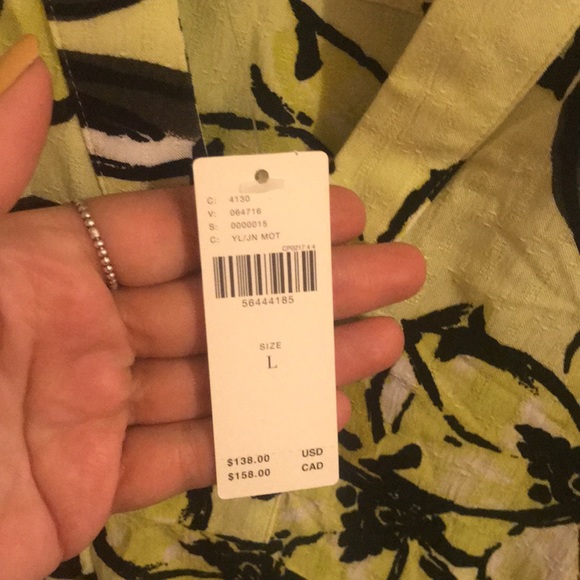 C: 4130
V: 064716
S: 0000015
C: YL/JN MOT
56444185
SIZE
L
$138.00 USD
$158.00 CAD